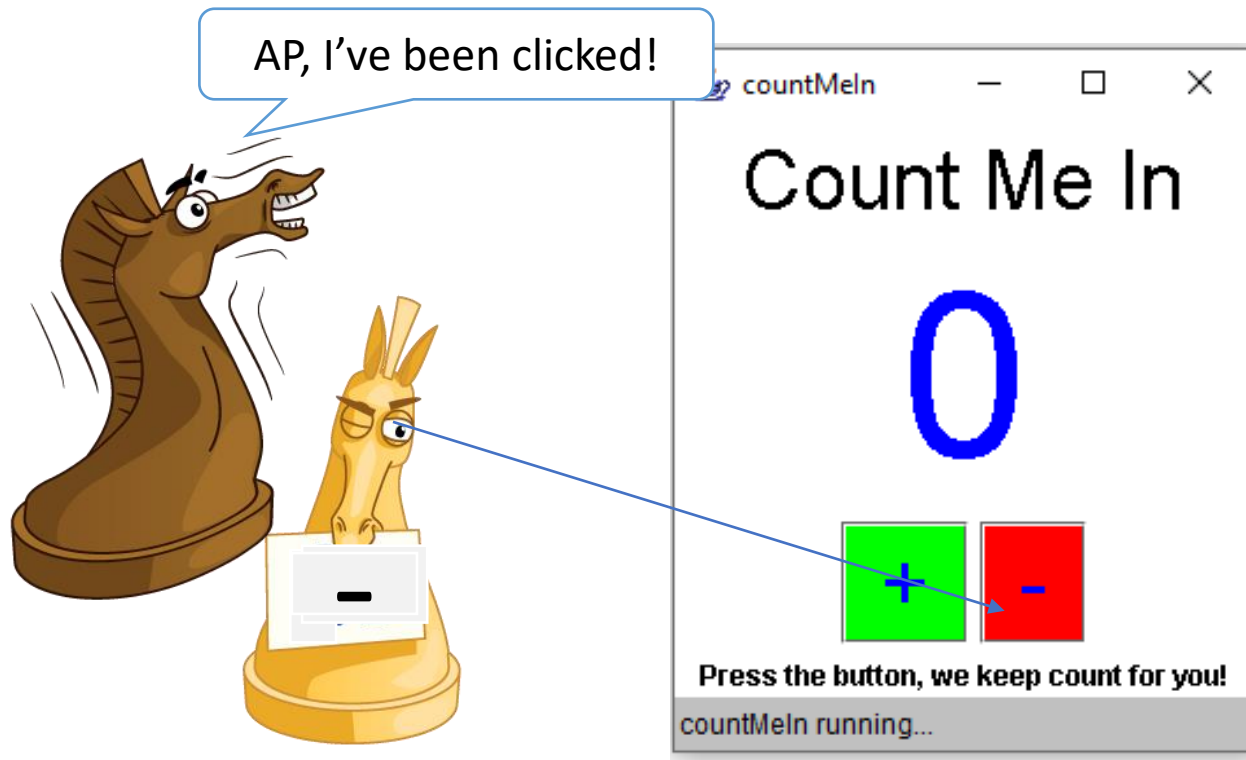 AP, I've been clicked!
countMeIn
Count Me In
0
+ -
-
Press the button, we keep count for you!
countMeIn running...